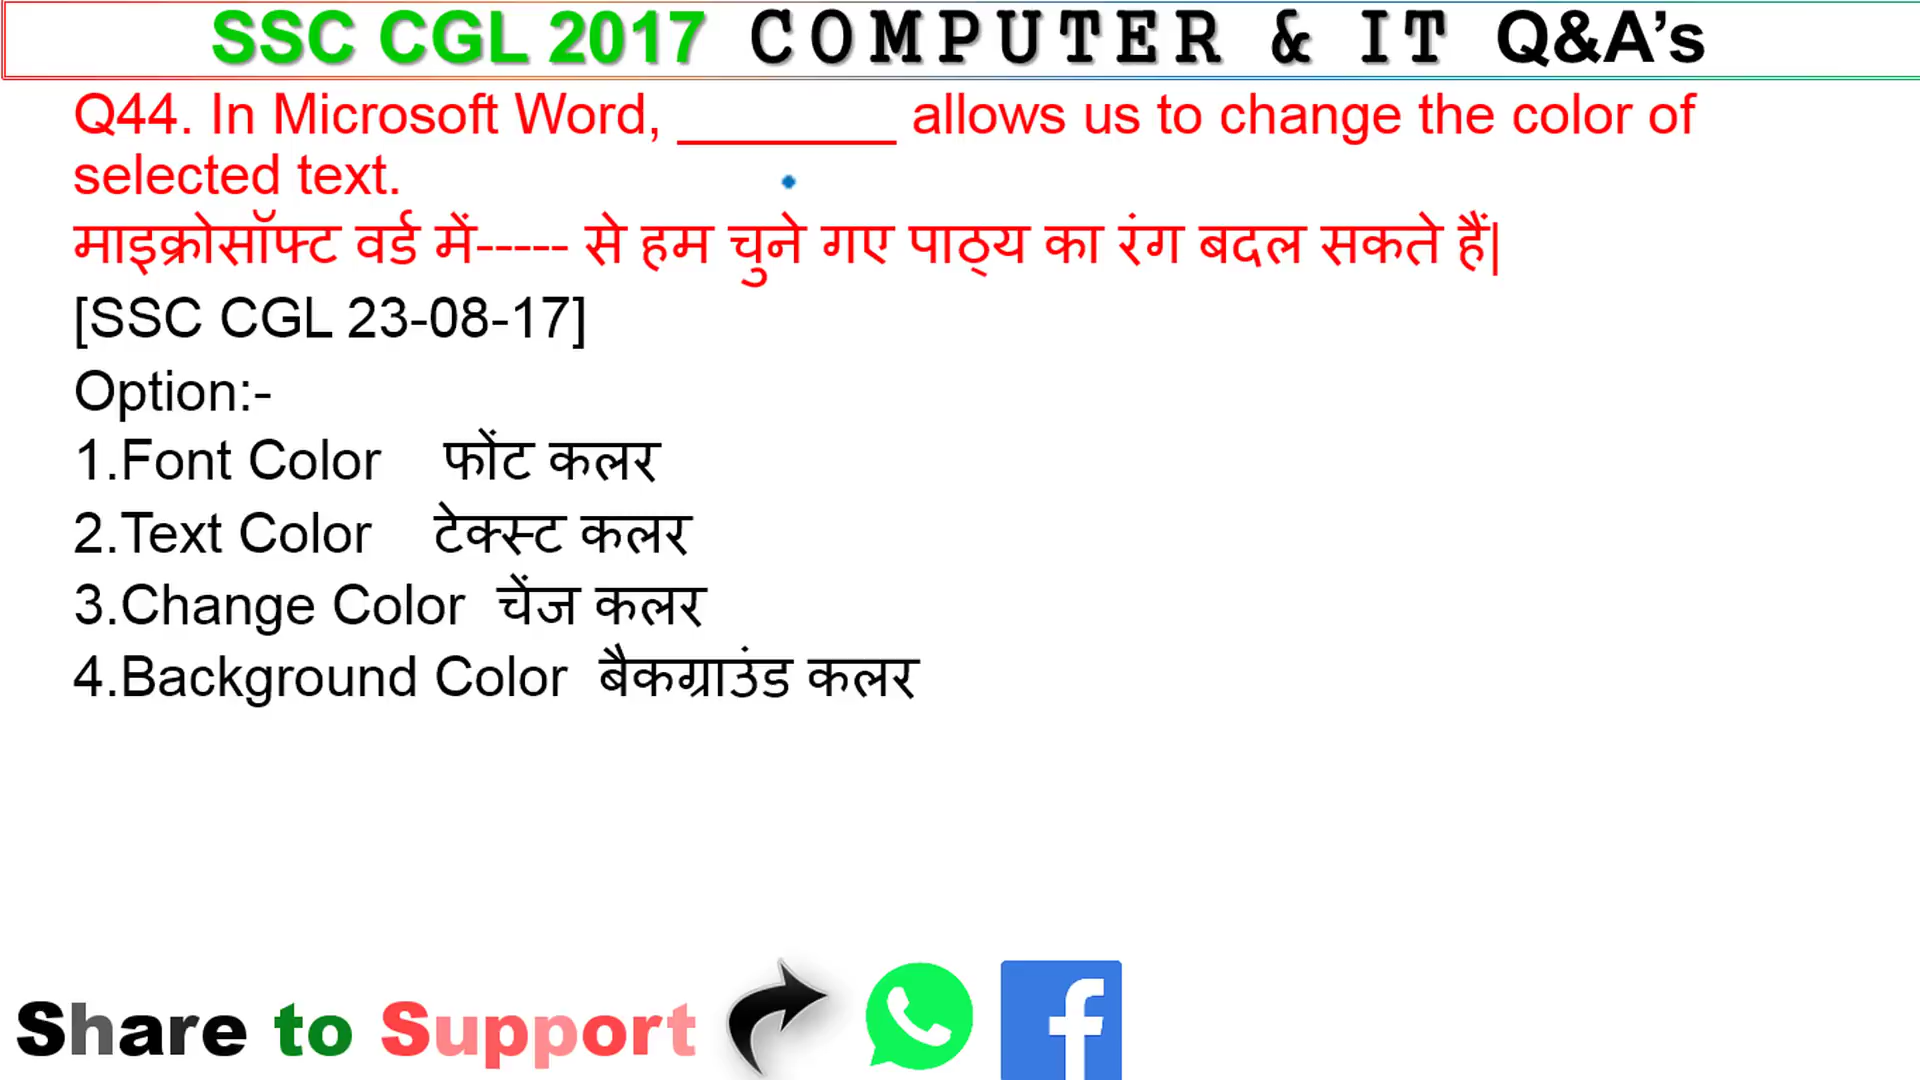 SSC CGL 2017 COMPUTER & IT Q&A’s
Q44. In Microsoft Word, _______ allows us to change the color of
selected text.
माइक्रोसॉफ्ट वर्ड में----- से हम चुने गए पाठ्य का रंग बदल सकते हैं|
[SSC CGL 23-08-17]
Option:-
1.Font Color फोंट कलर
2.Text Color टेक्स्ट कलर
3.Change Color चेंज कलर
4.Background Color बैकग्राउंड कलर
Share to Support